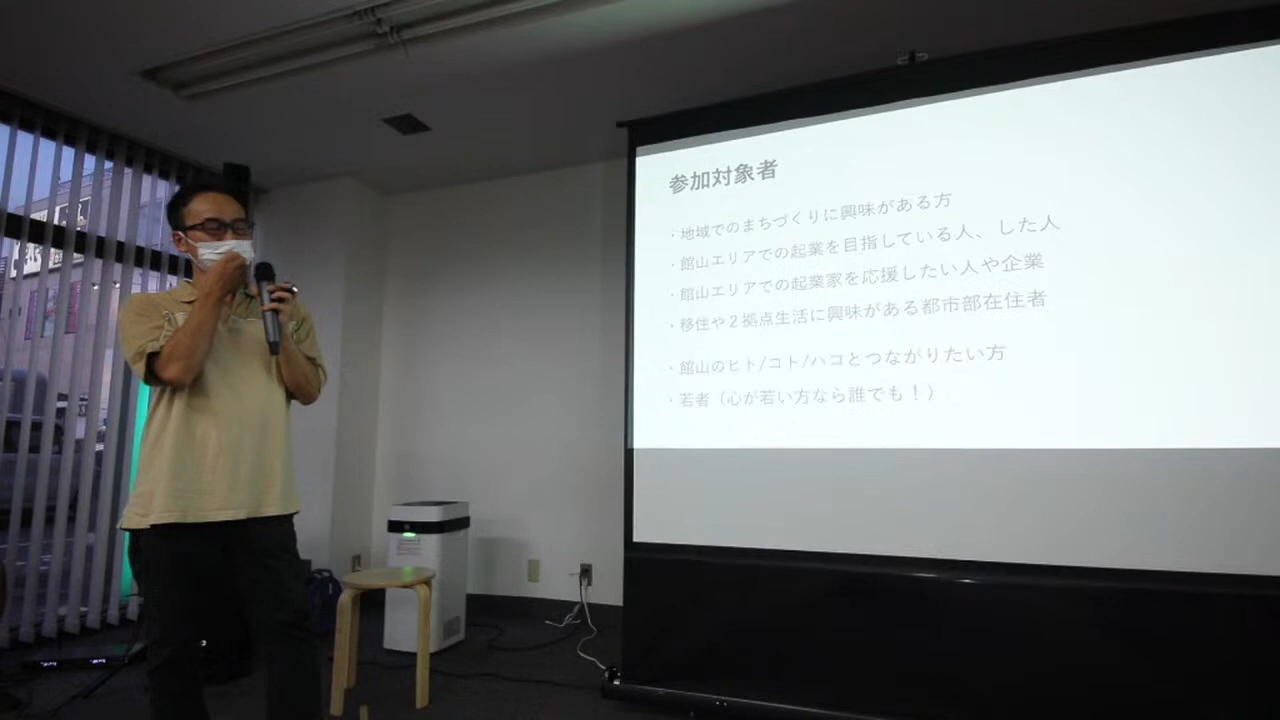 参加対象者
・地域でのまちづくりに興味がある方
・館山エリアでの起業を目指している人、した人
・館山エリアでの起業家を応援したい人や企業
・移住や２拠点生活に興味がある都市部在住者
・館山のヒト/コト/ハコとつながりたい方
・若者（心が若い方なら誰でも！）